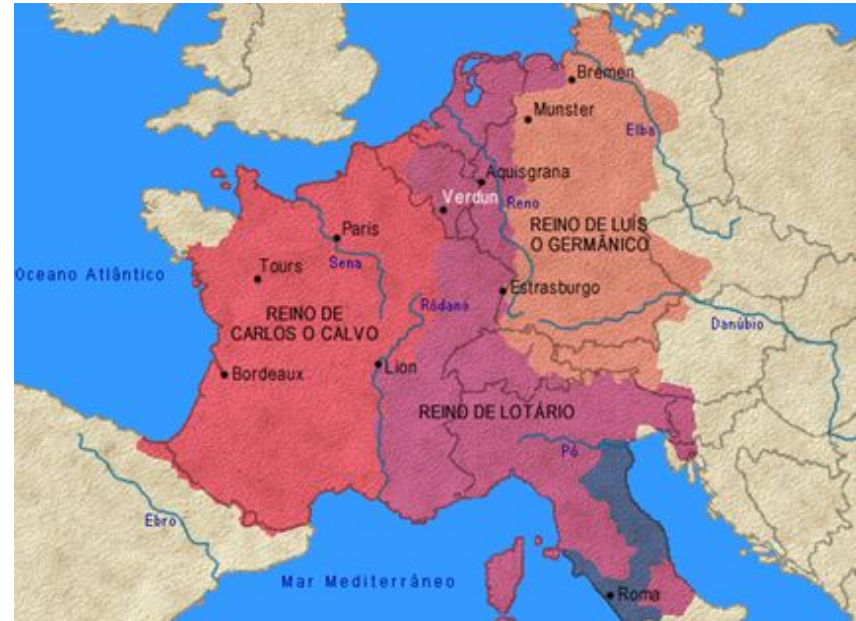 Bremen
Munster
Elba
Aquisgrana
Verdun
Reno
REINO DE LUÍS
O GERMÂNICO
Paris
Sena
Tours
Oceano Atlântico
Estrasburgo
REINO DE
CARLOS O CALVO
Ródano
Danúbio
Lion
Bordeaux
REINO DE LOTÁRIO
Pó
Ebro
Mar Mediterrâneo
Roma